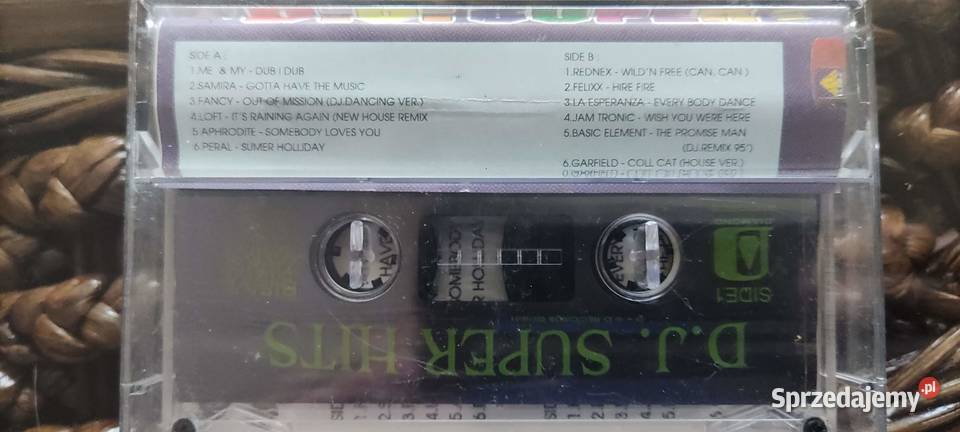 SIDE A :
1.ME & MY - DUB I DUB
2.SAMIRA - GOTTA HAVE THE MUSIC
3.FANCY - OUT OF MISSION (DJ.DANCING VER.)
4.LOFT - IT'S RAINING AGAIN (NEW HOUSE REMIX
5.APHRODITE - SOMEBODY LOVES YOU
6.PERAL - SUMER HOLLIDAY
SIDE B :
1.REDNEX - WILD'N FREE (CAN. CAN )
2.FELIXX - HIRE FIRE
3.LA ESPERANZA - EVERY BODY DANCE
4.JAM TRONIC - WISH YOU WERE HERE
5.BASIC ELEMENT - THE PROMISE MAN
(DJ.REMIX 95')
6.GARFIELD - COLL CAT (HOUSE VER.)
HAVE
SOMEBODY
R HOLLIDAY
EVERY
SIDE1
D.J. SUPER HITS
Sprzedajemy.pl